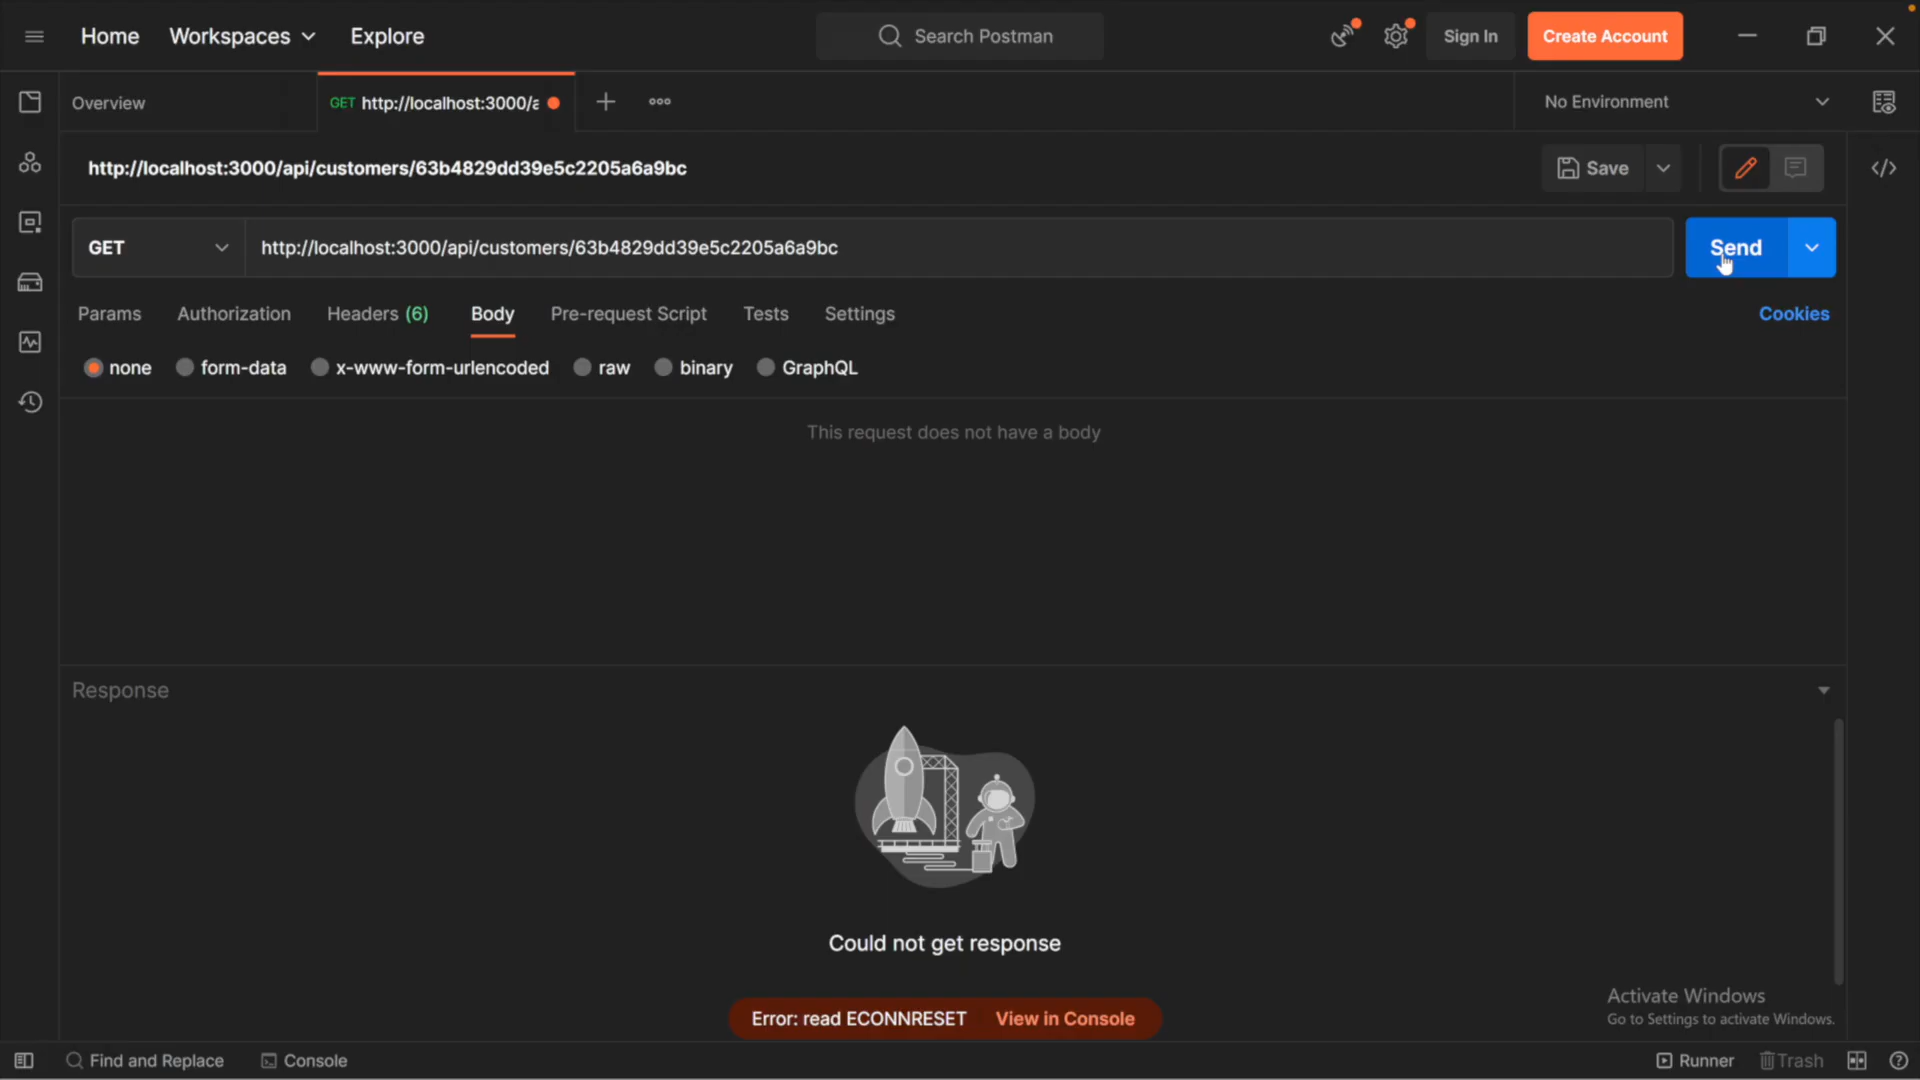 Home Workspaces Explore Search Postman Sign In Create Account
Overview GET http://localhost:3000/a No Environment
http://localhost:3000/api/customers/63b4829dd39e5c2205a6a9bc Save
GET http://localhost:3000/api/customers/63b4829dd39e5c2205a6a9bc Send
Params Authorization Headers (6) Body Pre-request Script Tests Settings Cookies
none form-data x-www-form-urlencoded raw binary GraphQL
This request does not have a body
Response
Could not get response
Activate Windows
Error: read ECONNRESET View in Console Go to Settings to activate Windows.
Find and Replace Console Runner Trash